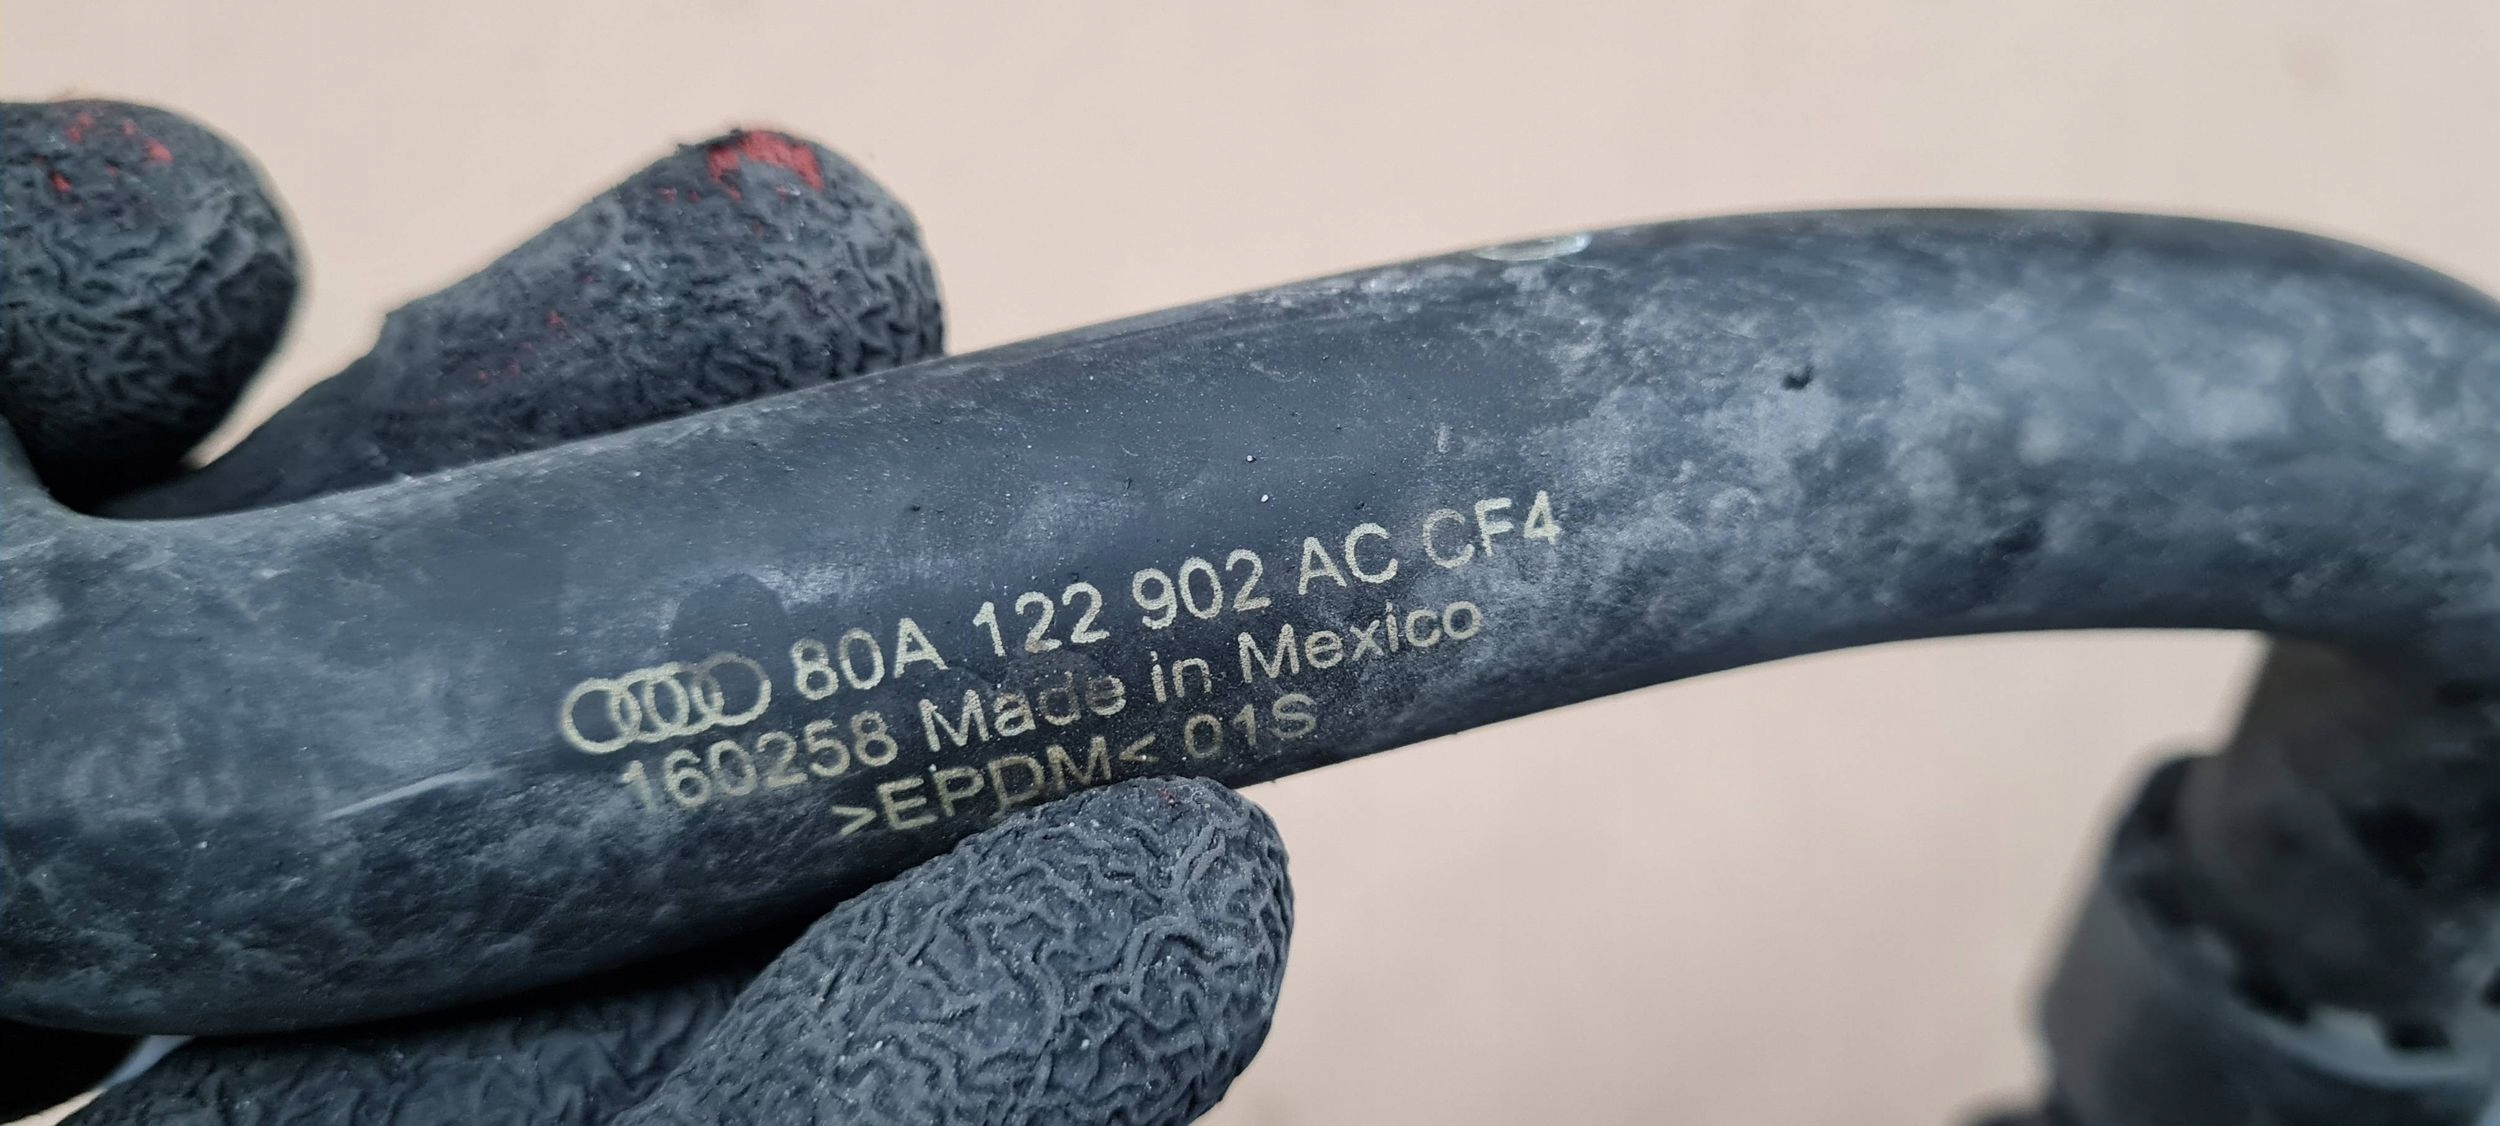 80A 122 902 AC CF4
160258 Made in Mexico
>EPDM< 01S